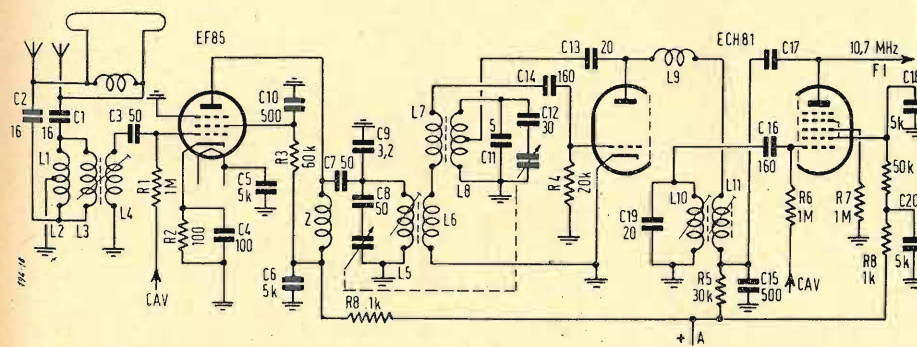 EF85
ECH81
C2
16
C1
16
C3 50
L1
L2
L3
L4
R1
1M
CAV
R2
100
C4
100
C5
5k
C10
500
R3
60k
C6
5k
C7 50
C9
3,2
C8
50
L5
L6
R8 1k
L7
L8
C14
160
C13
20
5
C11
C12
30
R4
20k
L9
C19
20
L10
L11
R5
30k
C15
500
+ A
C16
160
C17
R6
1M
CAV
R7
1M
10,7 MHz
FI
C18
5k
50k
C20
5k
R8
1k